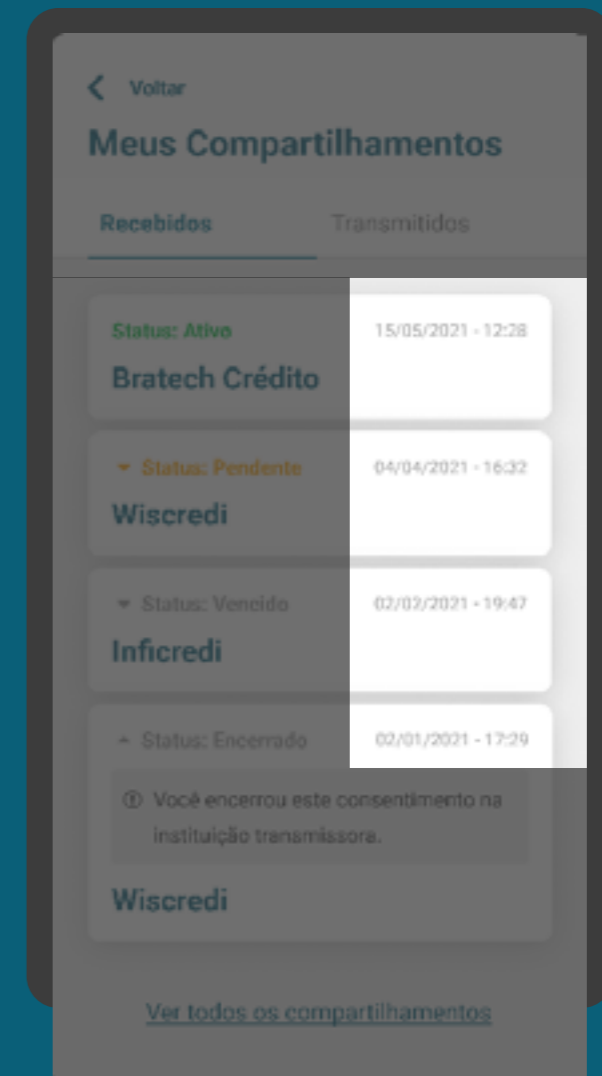 Voltar
Meus Compartilhamentos
Recebidos Transmitidos
Status: Ativo 15/05/2021 - 12:28
Bratech Crédito
Status: Pendente 04/04/2021 - 16:32
Wiscredi
Status: Vencido 02/02/2021 - 19:47
Inficredi
Status: Encerrado 02/01/2021 - 17:29
Você encerrou este consentimento na
instituição transmissora.
Wiscredi
Ver todos os compartilhamentos